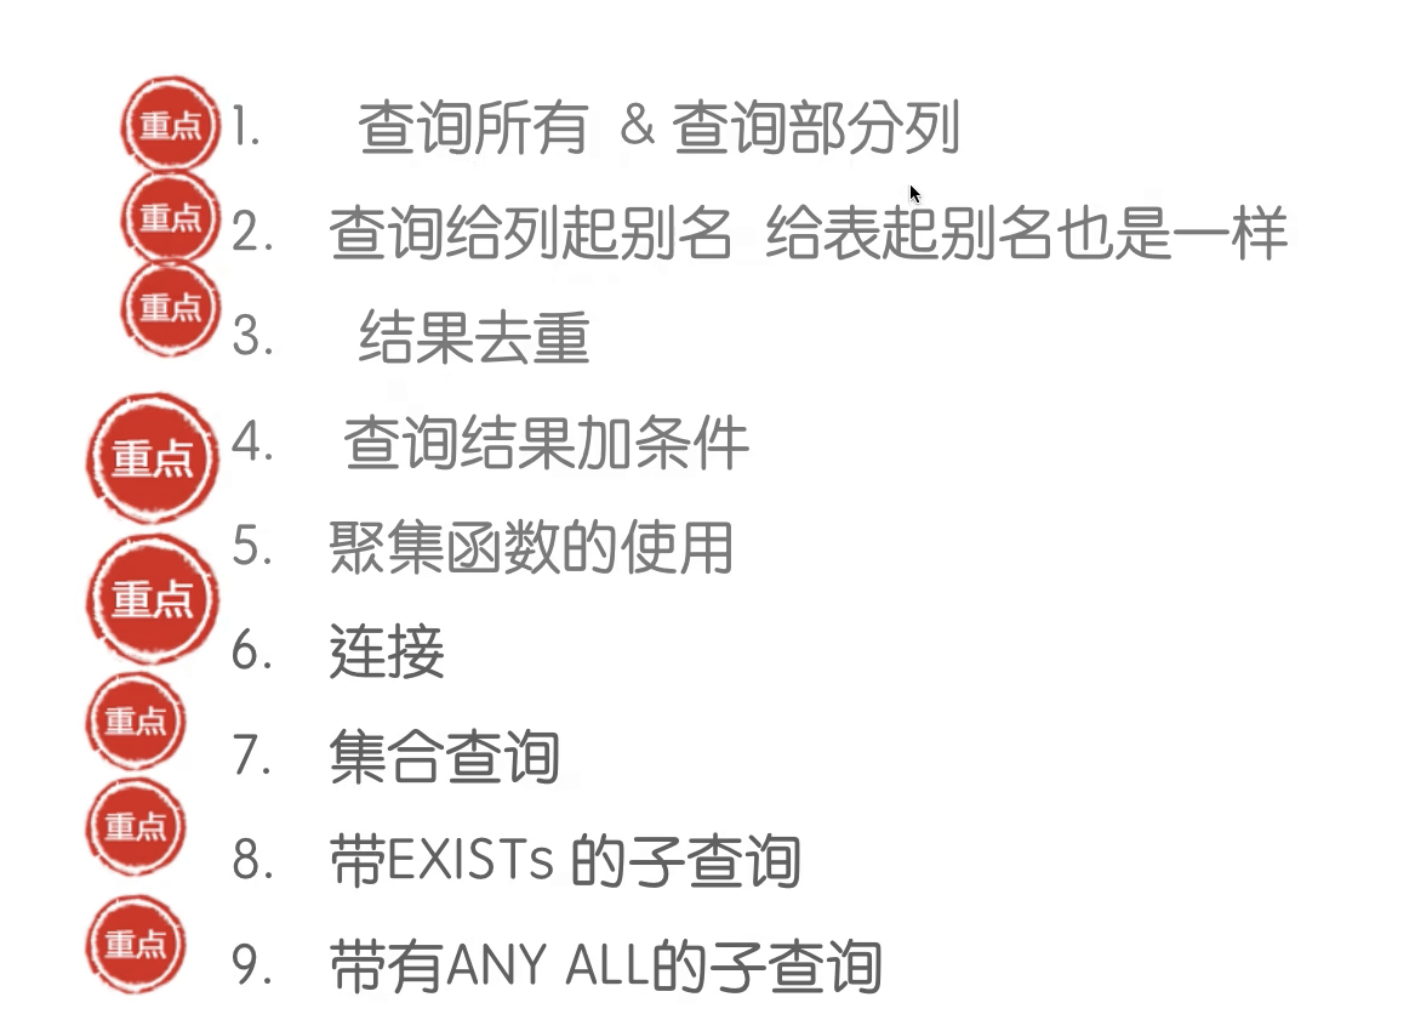 重点 1. 查询所有 & 查询部分列
重点 2. 查询给列起别名 给表起别名也是一样
重点 3. 结果去重
重点 4. 查询结果加条件
重点 5. 聚集函数的使用
6. 连接
重点 7. 集合查询
重点 8. 带EXISTs 的子查询
重点 9. 带有ANY ALL的子查询